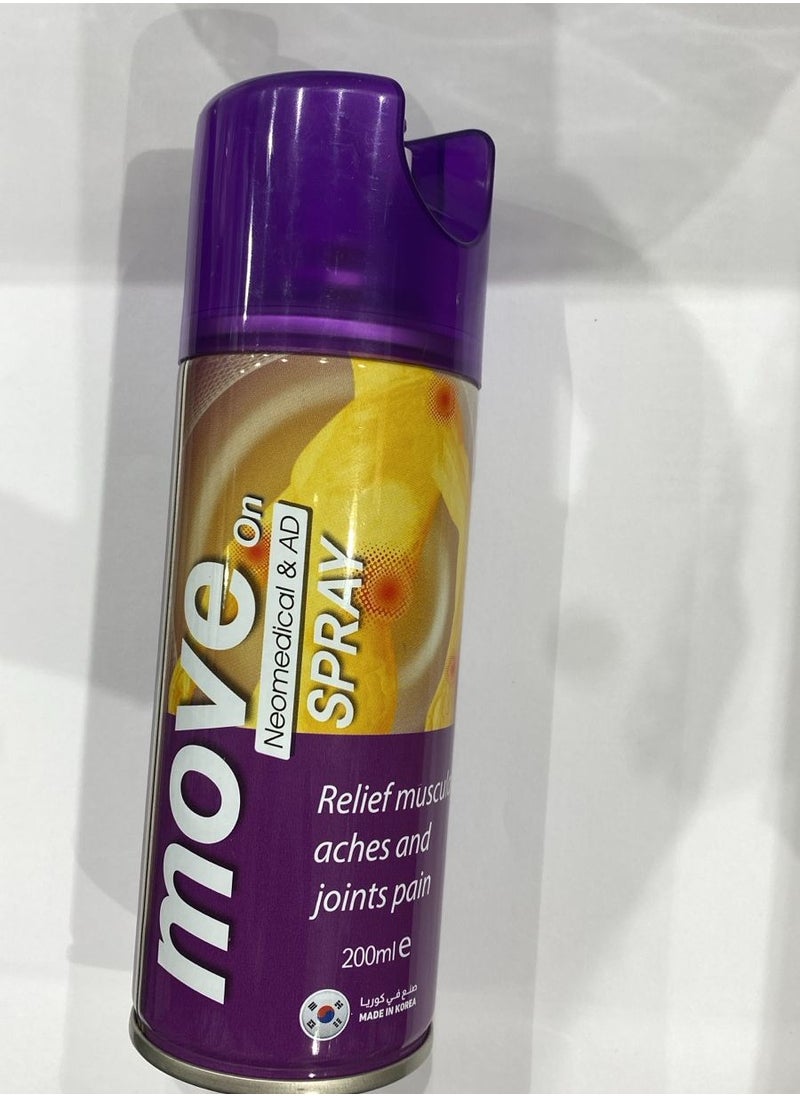 move On
Neomedical & AD
SPRAY
Relief muscul
aches and
joints pain
200ml e
صنع في كوريا
MADE IN KOREA